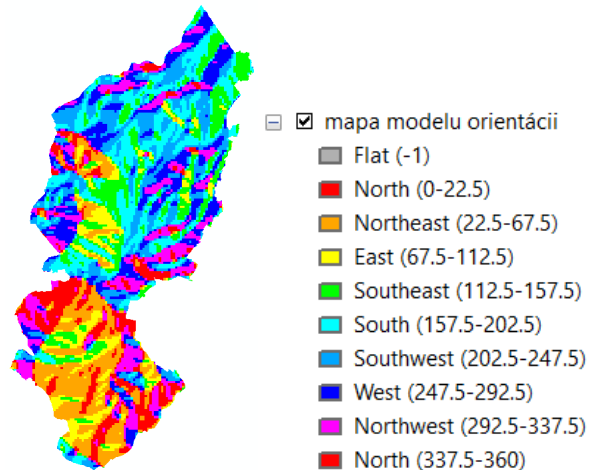 mapa modelu orientácii
Flat (-1)
North (0-22.5)
Northeast (22.5-67.5)
East (67.5-112.5)
Southeast (112.5-157.5)
South (157.5-202.5)
Southwest (202.5-247.5)
West (247.5-292.5)
Northwest (292.5-337.5)
North (337.5-360)